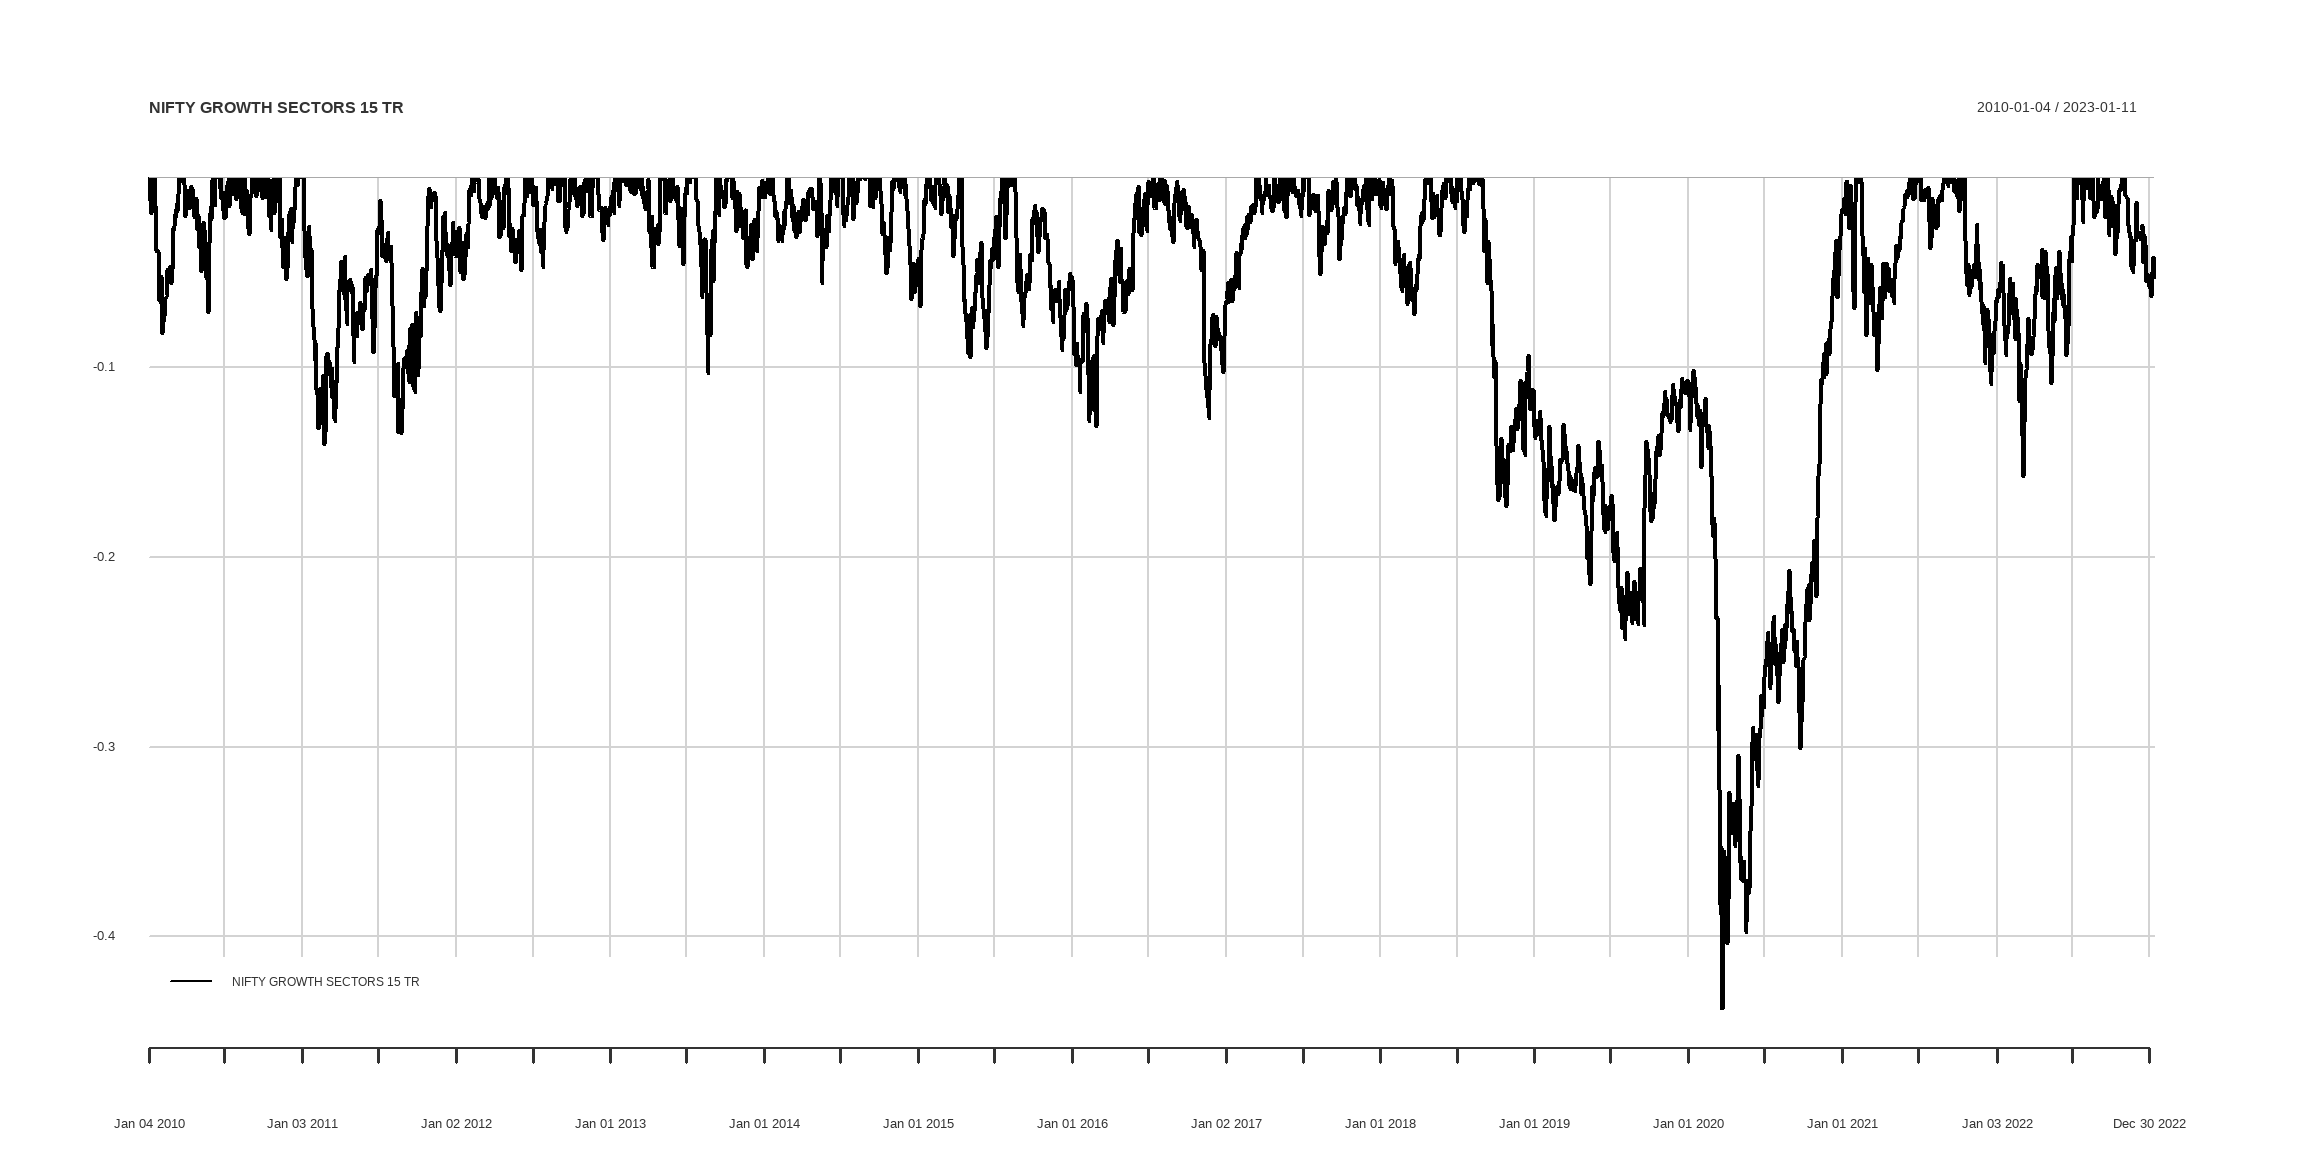 NIFTY GROWTH SECTORS 15 TR
2010-01-04 / 2023-01-11
-0.1
-0.2
-0.3
-0.4
NIFTY GROWTH SECTORS 15 TR
Jan 04 2010 Jan 03 2011 Jan 02 2012 Jan 01 2013 Jan 01 2014 Jan 01 2015 Jan 01 2016 Jan 02 2017 Jan 01 2018 Jan 01 2019 Jan 01 2020 Jan 01 2021 Jan 03 2022 Dec 30 2022